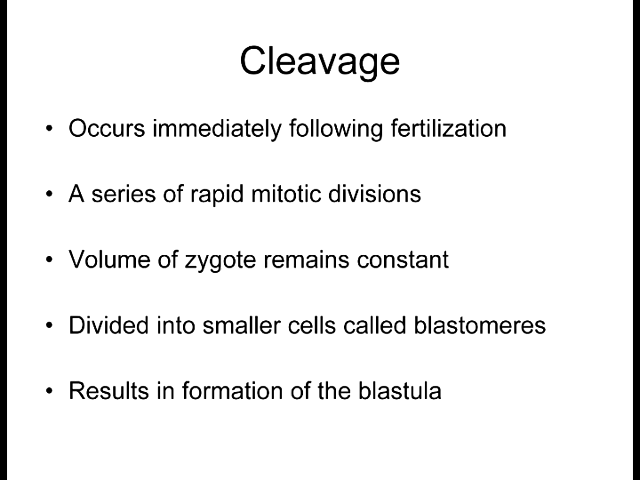 Cleavage
• Occurs immediately following fertilization
• A series of rapid mitotic divisions
• Volume of zygote remains constant
• Divided into smaller cells called blastomeres
• Results in formation of the blastula